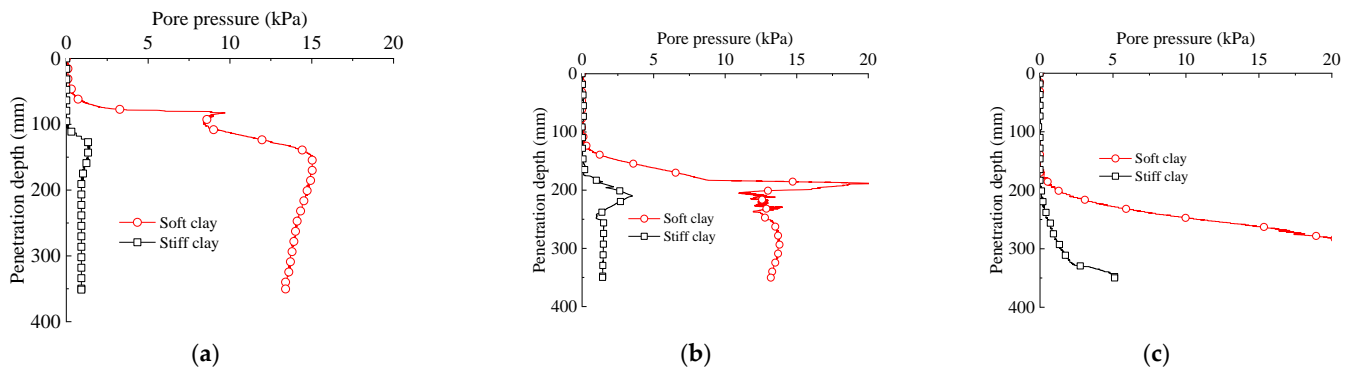 Pore pressure (kPa)
0 5 10 15 20
0
100
200
300
400
Penetration depth (mm)
Soft clay
Stiff clay
(a)
Pore pressure (kPa)
0 5 10 15 20
0
100
200
300
400
Penetration depth (mm)
Soft clay
Stiff clay
(b)
Pore pressure (kPa)
0 5 10 15 20
0
100
200
300
400
Penetration depth (mm)
Soft clay
Stiff clay
(c)